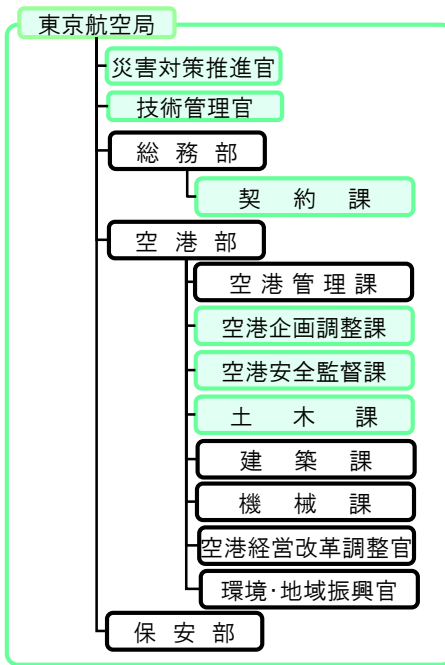 東京航空局
災害対策推進官
技術管理官
総務部
契約課
空港部
空港管理課
空港企画調整課
空港安全監督課
土木課
建築課
機械課
空港経営改革調整官
環境・地域振興官
保安部